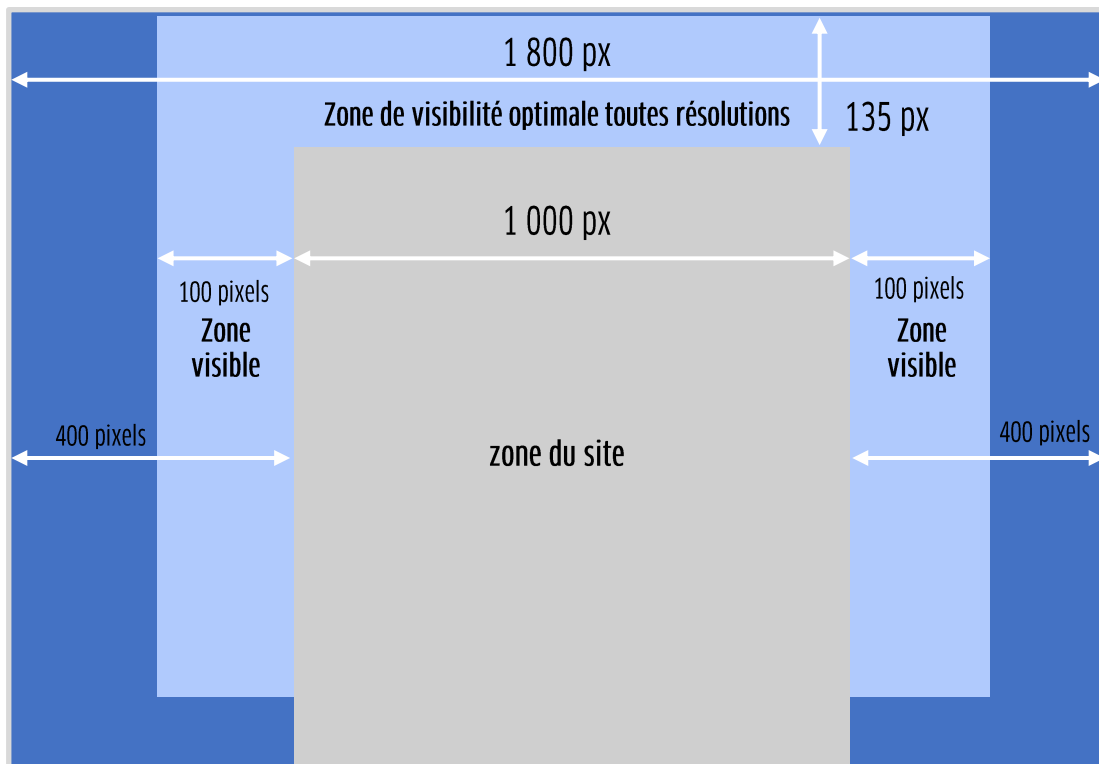 1 800 px
Zone de visibilité optimale toutes résolutions
135 px
1 000 px
100 pixels
Zone
visible
100 pixels
Zone
visible
400 pixels
zone du site
400 pixels